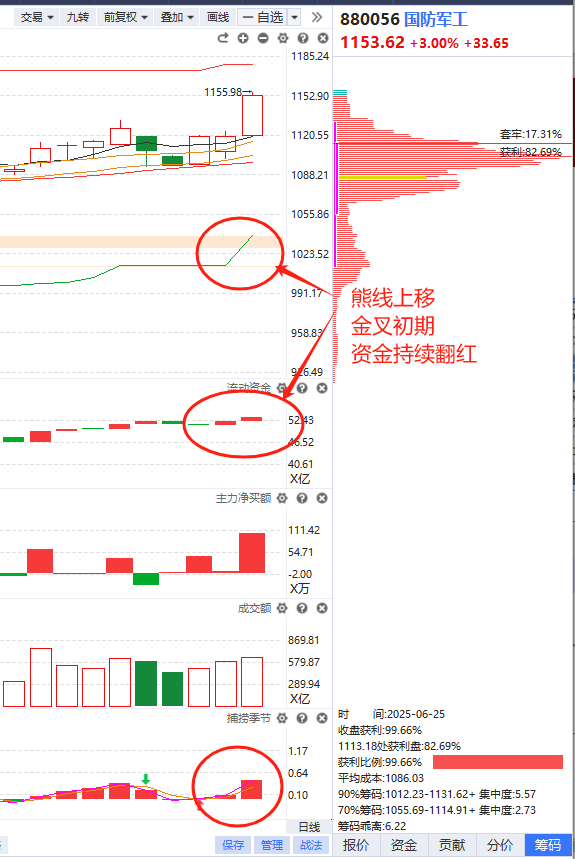 交易 九转 前复权 叠加 画线 一自选
880056 国防军工
1153.62 +3.00% +33.65
1185.24
1155.98
1152.90
1120.55
套牢:17.31%
获利:82.69%
1088.21
1055.86
1023.52
991.17
958.83
926.49
熊线上移
金叉初期
资金持续翻红
流动资金
52.43
46.52
40.61
X亿
主力净买额
111.42
54.71
-2.00
X万
成交额
869.81
579.87
289.94
X亿
捕捞季节
1.17
0.64
0.10
日线
保存 管理 战法
时 间:2025-06-25
收盘获利:99.66%
1113.18处获利盘:82.69%
获利比例:99.66%
平均成本:1086.03
90%筹码:1012.23-1131.62+ 集中度:5.57
70%筹码:1055.69-1114.91+ 集中度:2.73
筹码乖离:6.22
报价 资金 贡献 分价 筹码